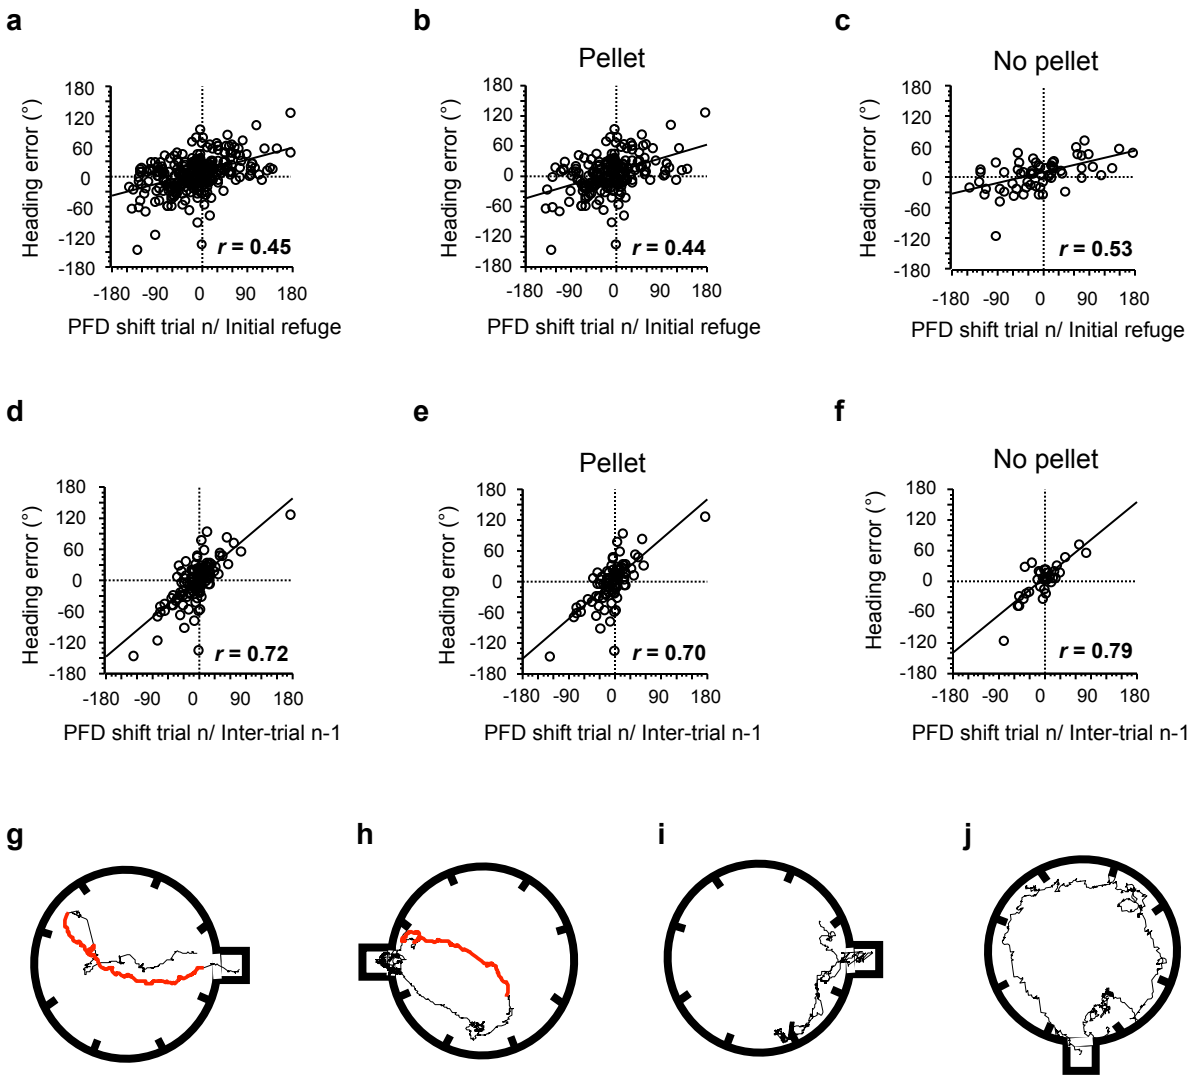 a
b
c
Pellet
No pellet
Heading error (°)
180
120
60
0
-60
-120
-180
r = 0.45
-180 -90 0 90 180
PFD shift trial n/ Initial refuge
Heading error (°)
180
120
60
0
-60
-120
-180
r = 0.44
-180 -90 0 90 180
PFD shift trial n/ Initial refuge
Heading error (°)
180
120
60
0
-60
-120
-180
r = 0.53
-180 -90 0 90 180
PFD shift trial n/ Initial refuge
d
e
f
Pellet
No pellet
Heading error (°)
180
120
60
0
-60
-120
-180
r = 0.72
-180 -90 0 90 180
PFD shift trial n/ Inter-trial n-1
Heading error (°)
180
120
60
0
-60
-120
-180
r = 0.70
-180 -90 0 90 180
PFD shift trial n/ Inter-trial n-1
Heading error (°)
180
120
60
0
-60
-120
-180
r = 0.79
-180 -90 0 90 180
PFD shift trial n/ Inter-trial n-1
g
h
i
j